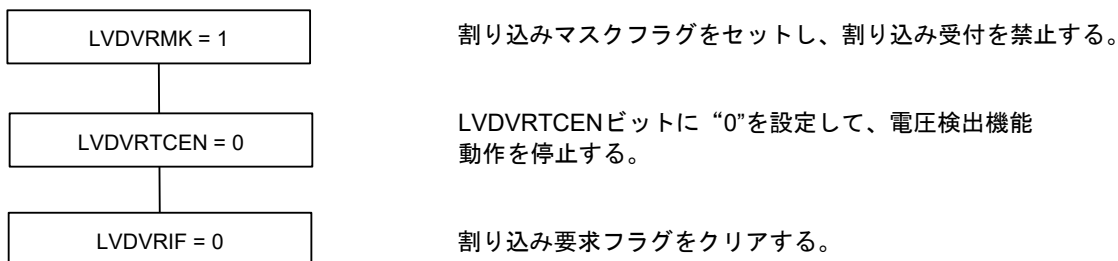 LVDVRMK = 1
割り込みマスクフラグをセットし、割り込み受付を禁止する。
LVDVRTCEN = 0
LVDVRTCENビットに“0”を設定して、電圧検出機能
動作を停止する。
LVDVRIF = 0
割り込み要求フラグをクリアする。